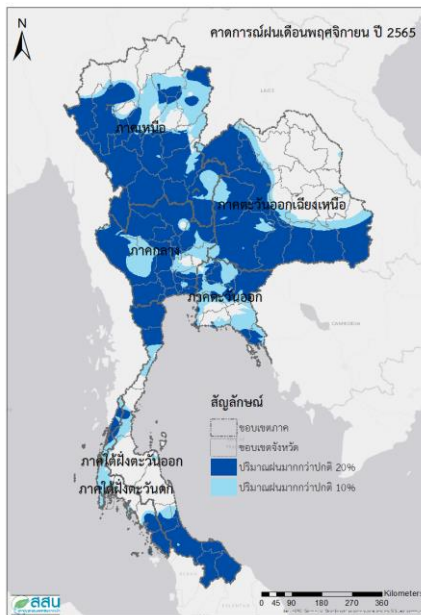 คาดการณ์ฝนเดือนพฤศจิกายน ปี 2565
N
LAOS
ภาคเหนือ
ภาคตะวันออกเฉียงเหนือ
ภาคกลาง
ภาคตะวันออก
CAMBODIA
สัญลักษณ์
ขอบเขตภาค
ขอบเขตจังหวัด
ปริมาณฝนมากกว่าปกติ 20%
ปริมาณฝนมากกว่าปกติ 10%
ภาคใต้ฝั่งตะวันออก
ภาคใต้ฝั่งตะวันตก
สสน
Kilometers
0 45 90 180 270 360